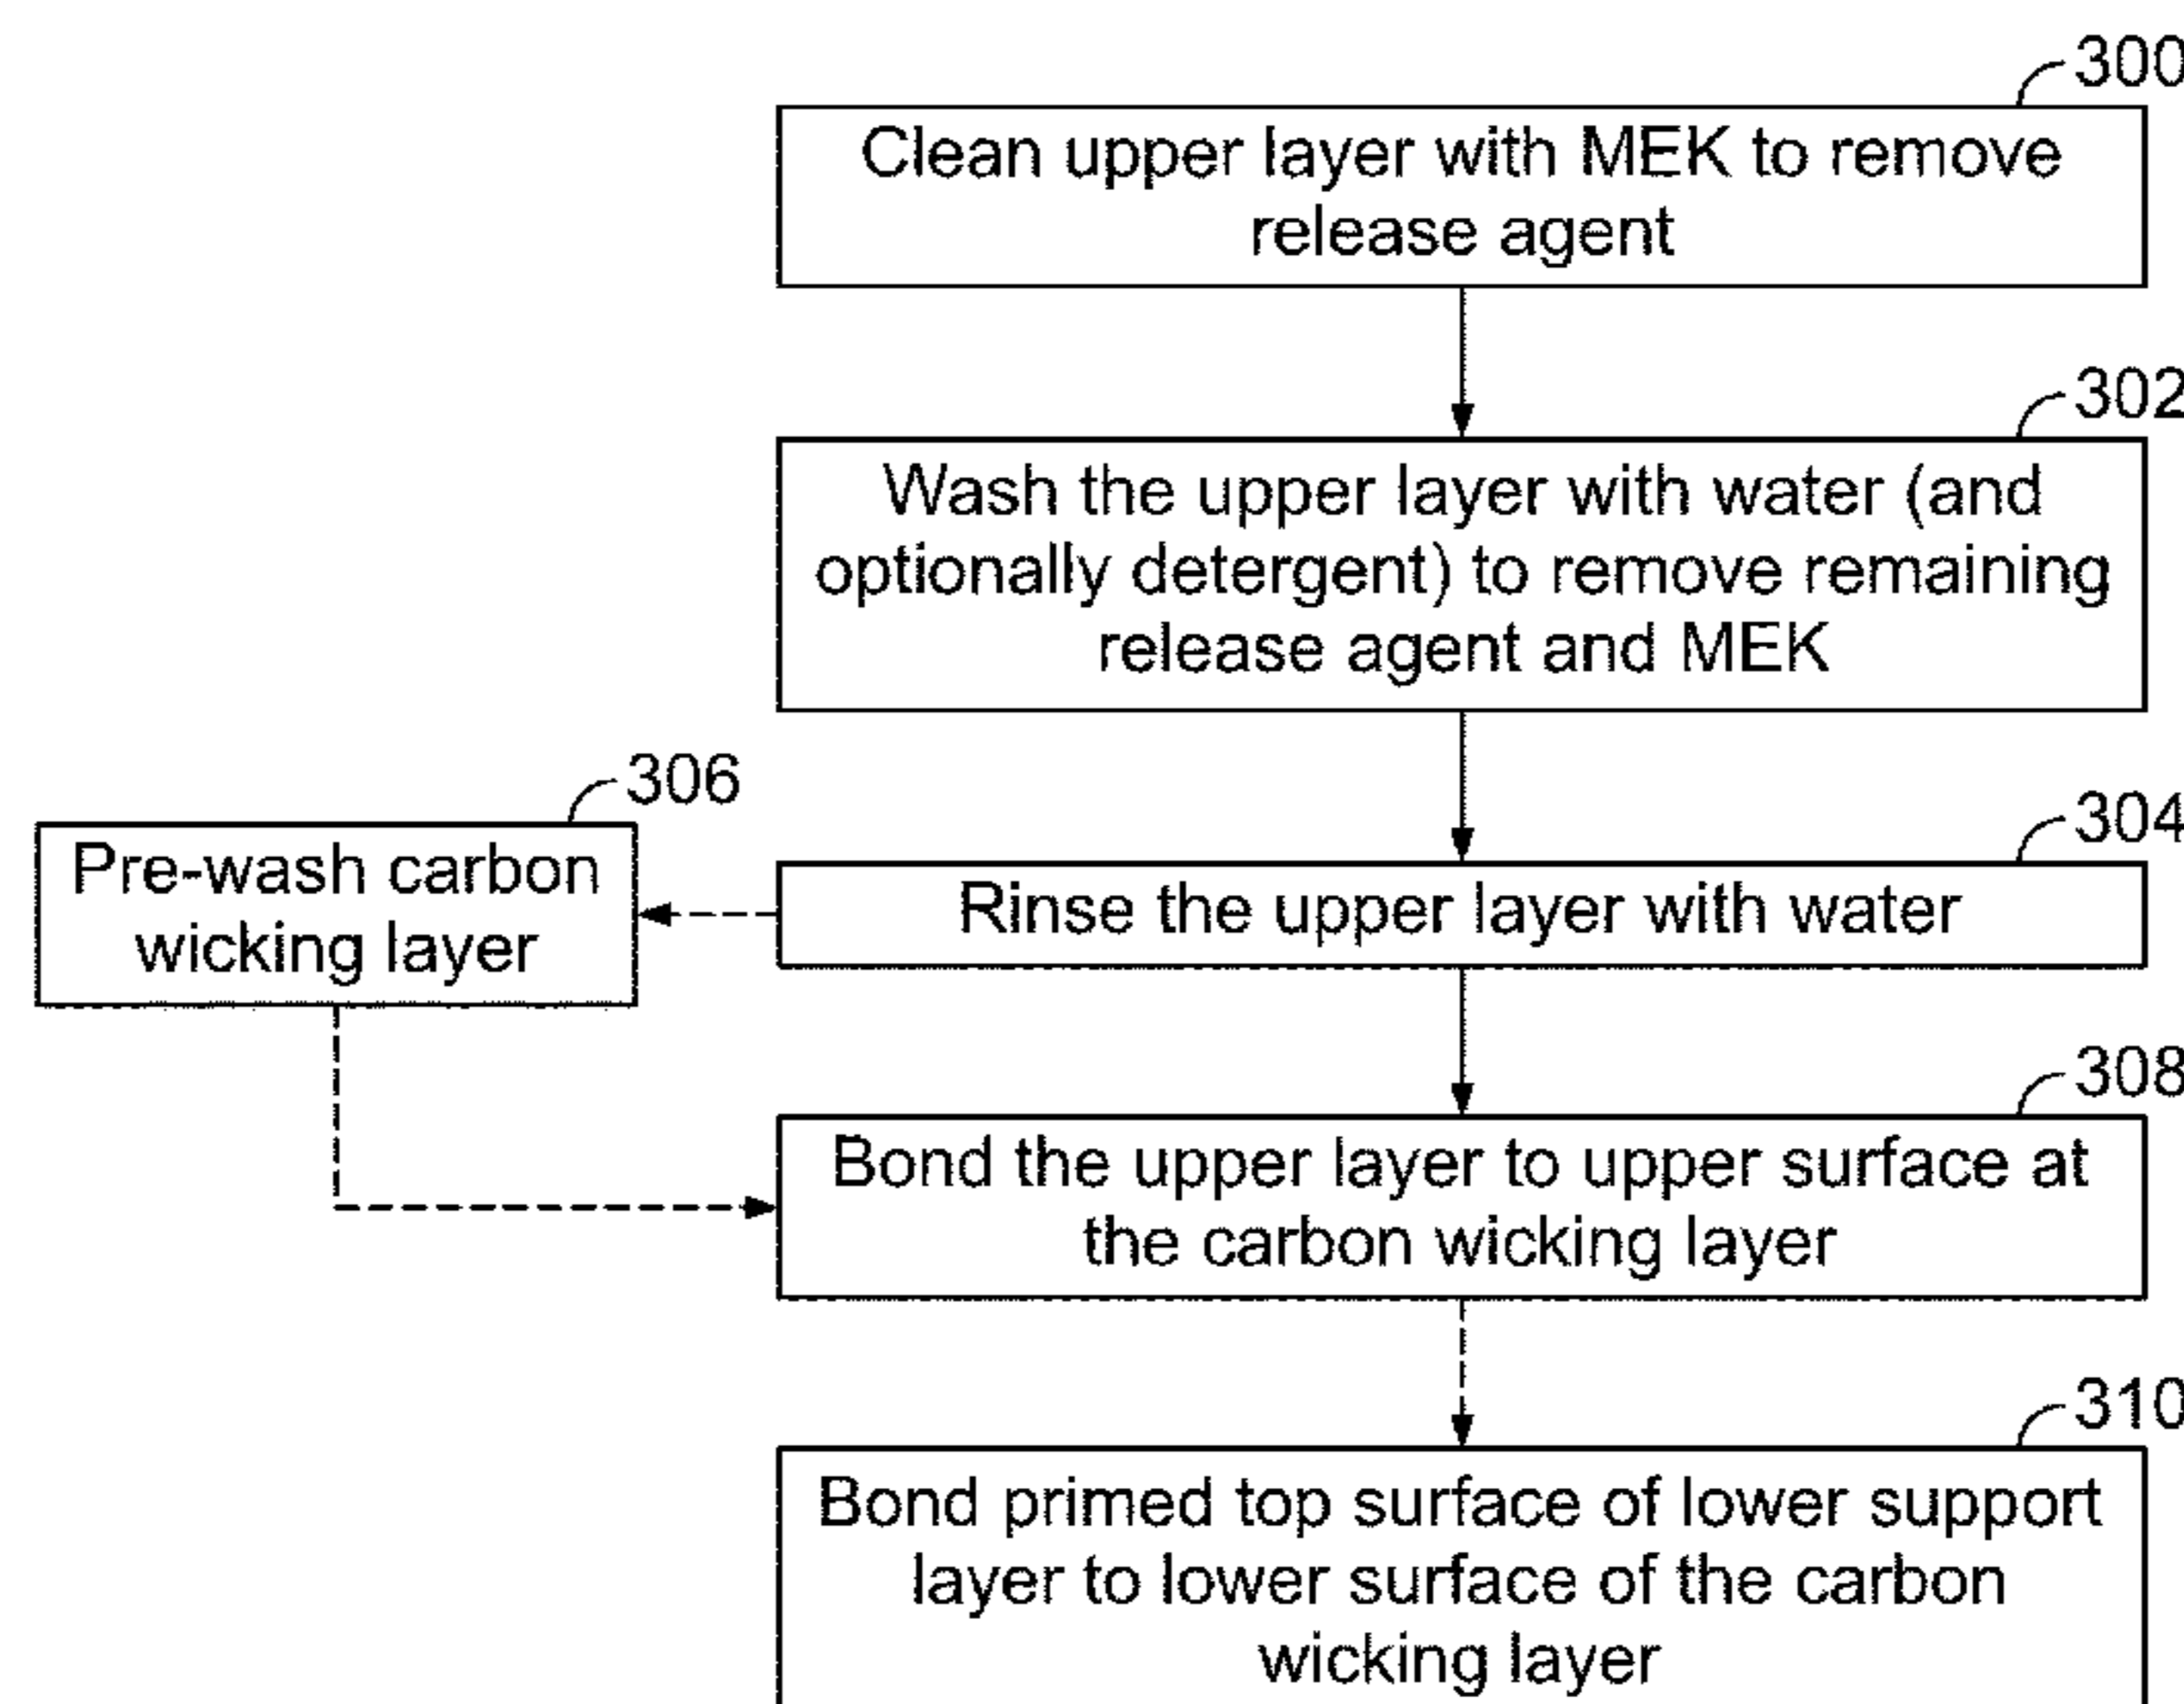 300
Clean upper layer with MEK to remove
release agent
302
Wash the upper layer with water (and
optionally detergent) to remove remaining
release agent and MEK
306
Pre-wash carbon
wicking layer
304
Rinse the upper layer with water
308
Bond the upper layer to upper surface at
the carbon wicking layer
310
Bond primed top surface of lower support
layer to lower surface of the carbon
wicking layer